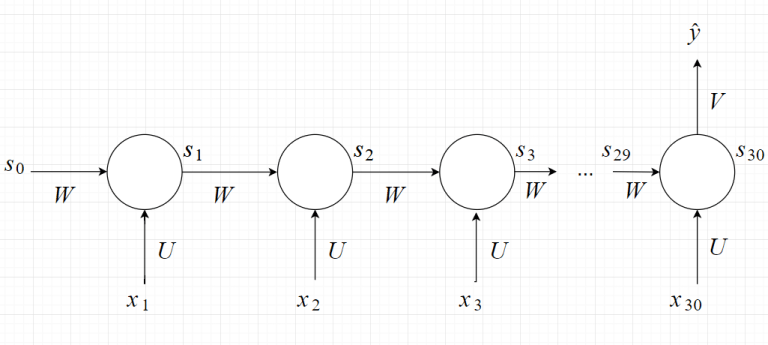 ŷ
V
s0 s1 s2 s3 ... s29 s30
W W W W W
U U U U
x1 x2 x3 x30